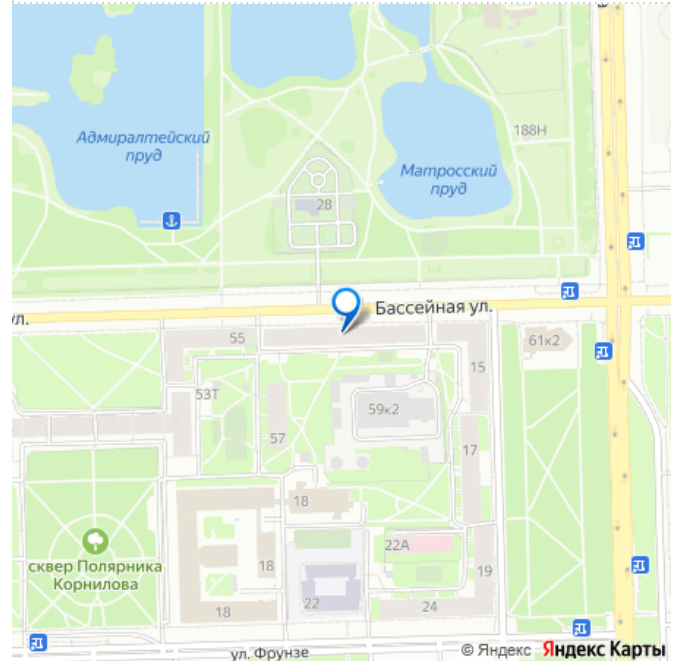 Адмиралтейский
пруд
188Н
Матросский
пруд
28
Бассейная ул.
ул.
55
61к2
15
53Т
59к2
57
17
18
22А
сквер Полярника
Корнилова
18
19
18
22
24
ул. Фрунзе
© Яндекс Яндекс Карты